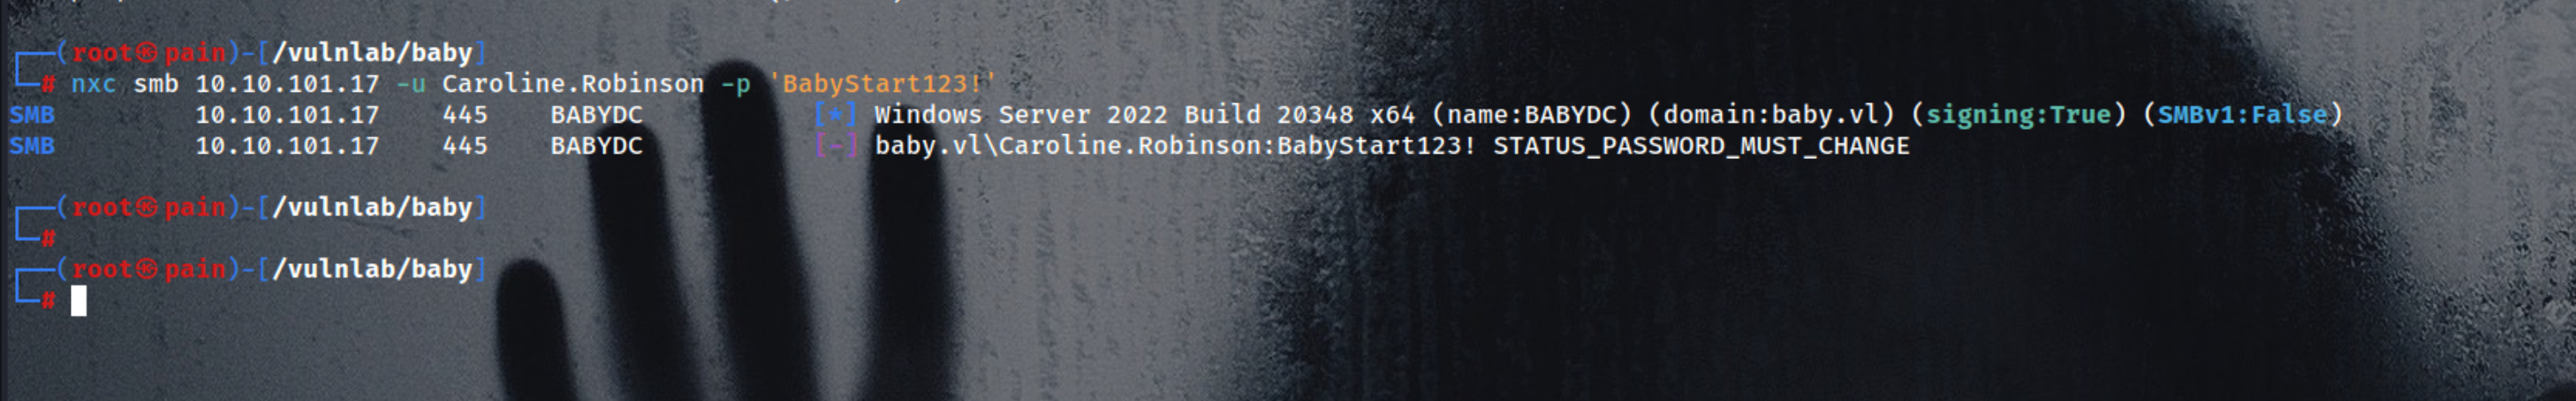 ┌──(root㉿pain)-[/vulnlab/baby]
└─# nxc smb 10.10.101.17 -u Caroline.Robinson -p 'BabyStart123!'
SMB         10.10.101.17    445    BABYDC           [*] Windows Server 2022 Build 20348 x64 (name:BABYDC) (domain:baby.vl) (signing:True) (SMBv1:False)
SMB         10.10.101.17    445    BABYDC           [-] baby.vl\Caroline.Robinson:BabyStart123! STATUS_PASSWORD_MUST_CHANGE
┌──(root㉿pain)-[/vulnlab/baby]
└─#
┌──(root㉿pain)-[/vulnlab/baby]
└─#